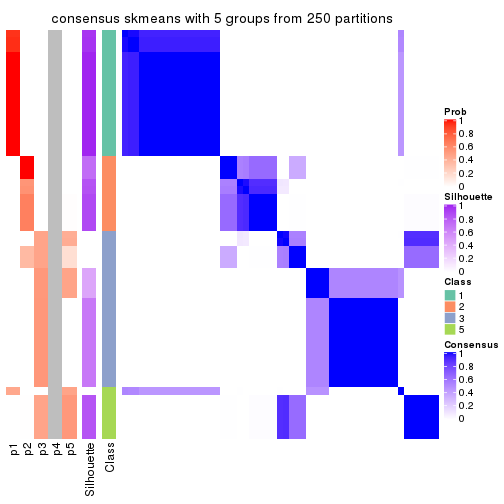 consensus skmeans with 5 groups from 250 partitions
Prob
1
0.8
0.6
0.4
0.2
0
Silhouette
1
0.8
0.6
0.4
0.2
0
Class
1
2
3
5
Consensus
1
0.8
0.6
0.4
0.2
0
p1
p2
p3
p4
p5
Silhouette
Class